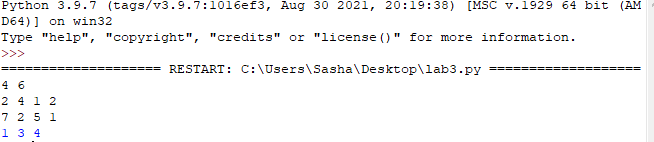 Python 3.9.7 (tags/v3.9.7:1016ef3, Aug 30 2021, 20:19:38) [MSC v.1929 64 bit (AM
D64)] on win32
Type "help", "copyright", "credits" or "license()" for more information.
>>>
==================== RESTART: C:\Users\Sasha\Desktop\lab3.py ===================
4 6
2 4 1 2
7 2 5 1
1 3 4